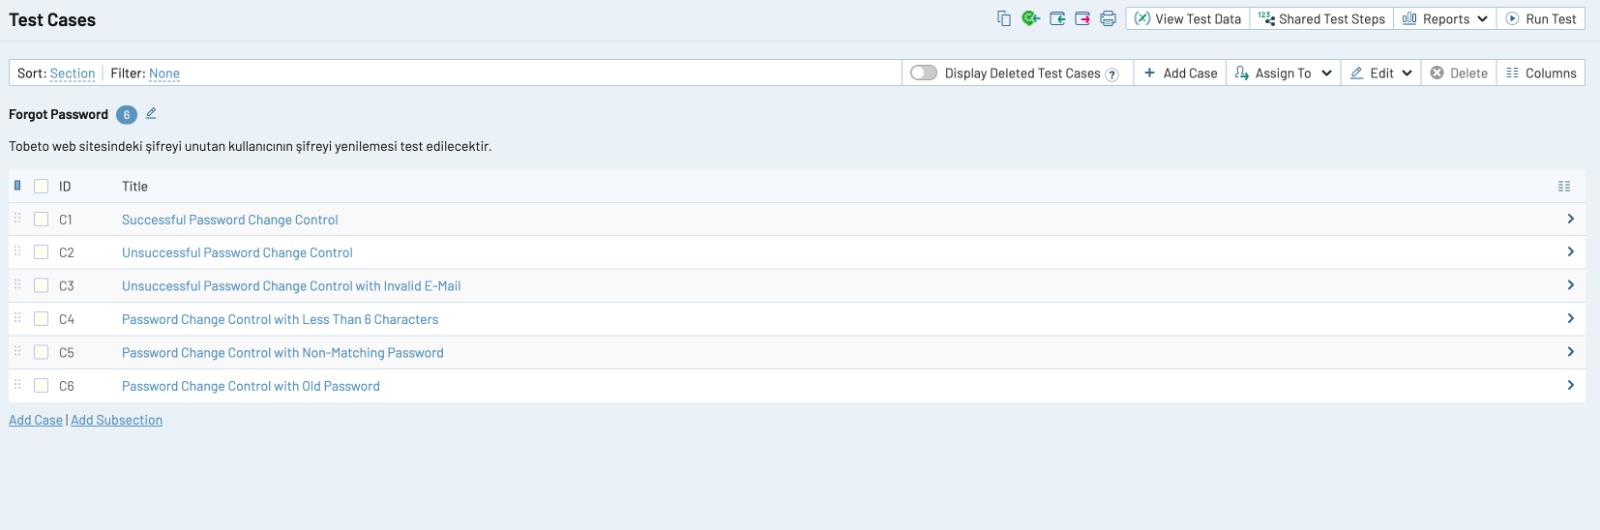 Test Cases
View Test Data
123 Shared Test Steps
Reports
Run Test
Sort: Section Filter: None
Display Deleted Test Cases ?
+ Add Case
Assign To
Edit
Delete
Columns
Forgot Password 6
Tobeto web sitesindeki şifreyi unutan kullanıcının şifreyi yenilemesi test edilecektir.
ID Title
C1 Successful Password Change Control
C2 Unsuccessful Password Change Control
C3 Unsuccessful Password Change Control with Invalid E-Mail
C4 Password Change Control with Less Than 6 Characters
C5 Password Change Control with Non-Matching Password
C6 Password Change Control with Old Password
Add Case | Add Subsection